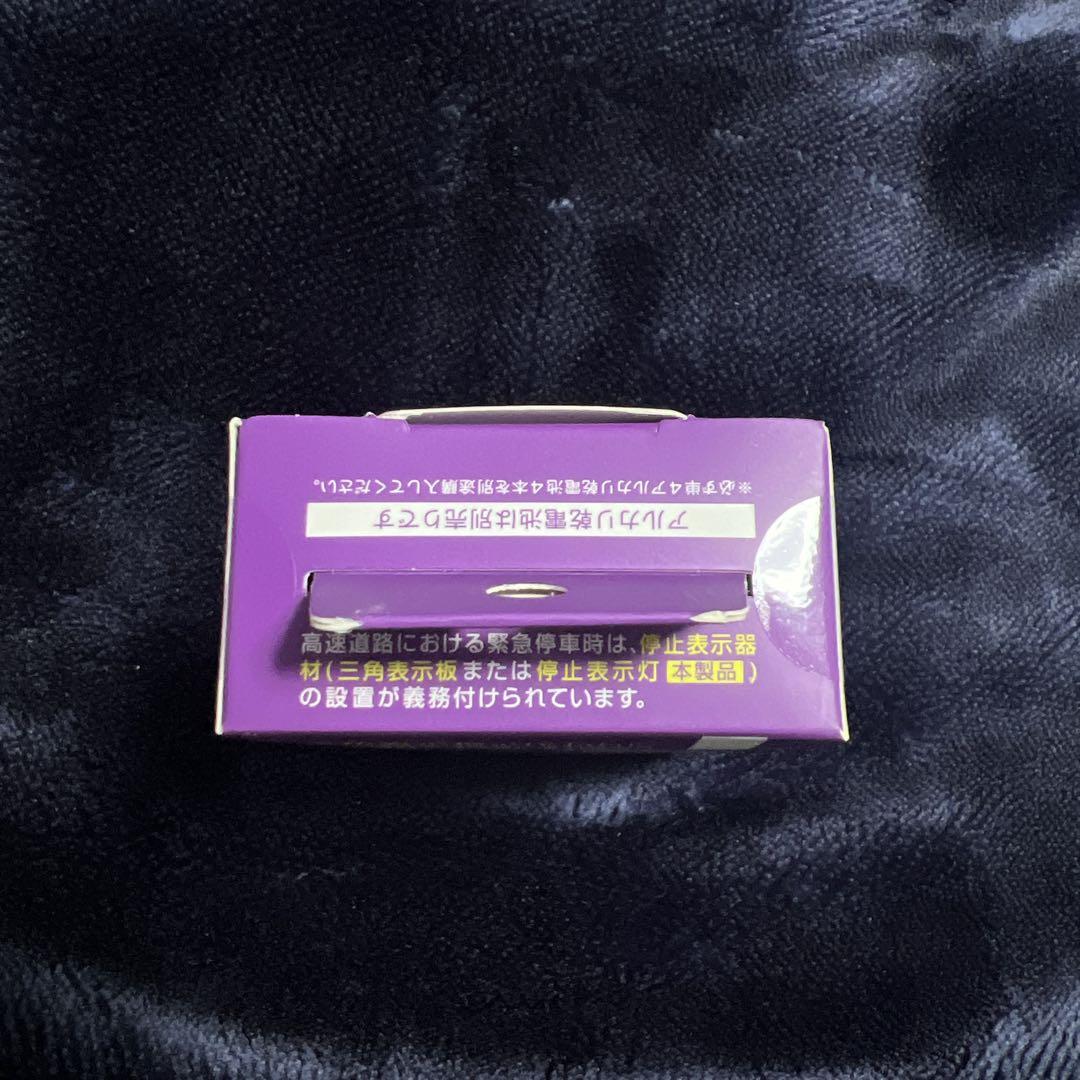 ※必ず単4アルカリ乾電池4本を別途購入してください。
アルカリ乾電池は別売りです
高速道路における緊急停車時は、停止表示器
材(三角表示板または停止表示灯 本製品)
の設置が義務付けられています。